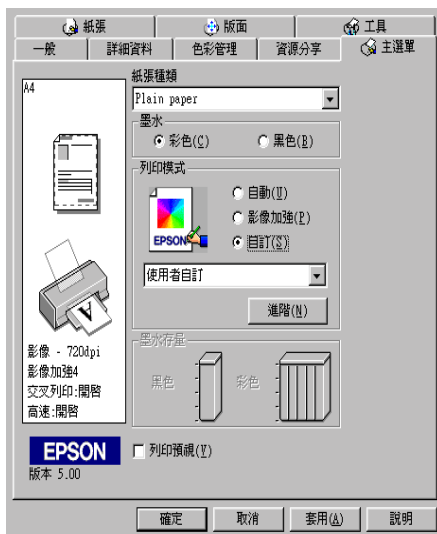 紙張 版面 工具
一般 詳細資料 色彩管理 資源分享 主選單
A4
紙張種類
Plain paper
墨水
彩色(C) 黑色(B)
列印模式
自動(U)
影像加強(P)
自訂(S)
EPSON
使用者自訂
進階(N)
墨水存量
黑色 彩色
影像 - 720dpi
影像加強4
交叉列印:開啓
高速:開啓
EPSON
版本 5.00
列印預視(V)
確定 取消 套用(A) 說明